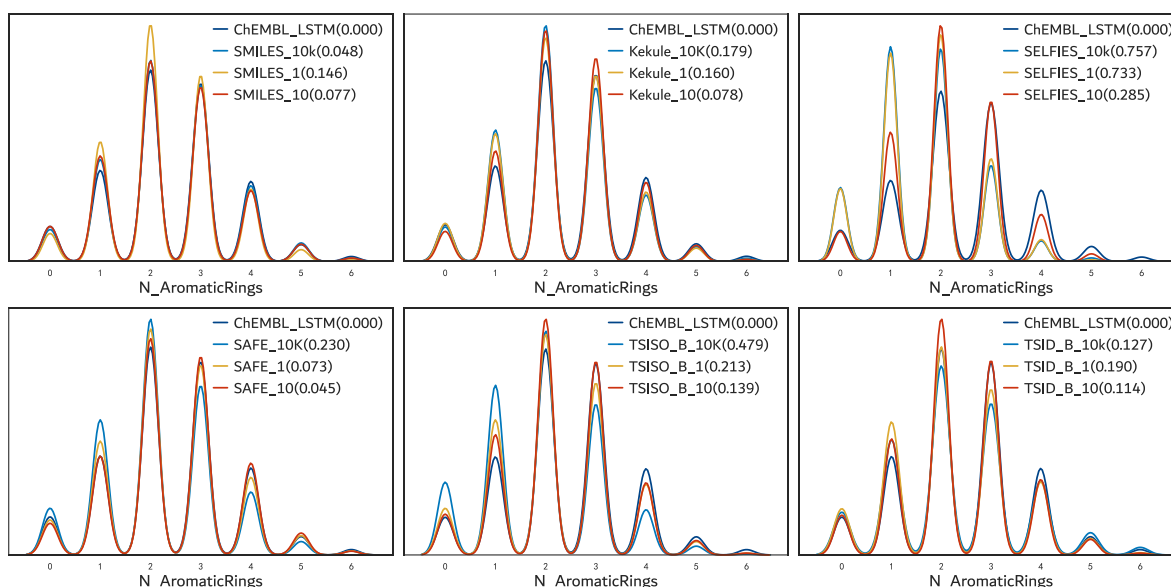 ChEMBL_LSTM(0.000)
SMILES_10k(0.048)
SMILES_1(0.146)
SMILES_10(0.077)
0 1 2 3 4 5 6
N_AromaticRings
ChEMBL_LSTM(0.000)
Kekule_10K(0.179)
Kekule_1(0.160)
Kekule_10(0.078)
0 1 2 3 4 5 6
N_AromaticRings
ChEMBL_LSTM(0.000)
SELFIES_10k(0.757)
SELFIES_1(0.733)
SELFIES_10(0.285)
0 1 2 3 4 5 6
N_AromaticRings
ChEMBL_LSTM(0.000)
SAFE_10K(0.230)
SAFE_1(0.073)
SAFE_10(0.045)
0 1 2 3 4 5 6
N_AromaticRings
ChEMBL_LSTM(0.000)
TSISO_B_10K(0.479)
TSISO_B_1(0.213)
TSISO_B_10(0.139)
0 1 2 3 4 5 6
N_AromaticRings
ChEMBL_LSTM(0.000)
TSID_B_10k(0.127)
TSID_B_1(0.190)
TSID_B_10(0.114)
0 1 2 3 4 5 6
N_AromaticRings